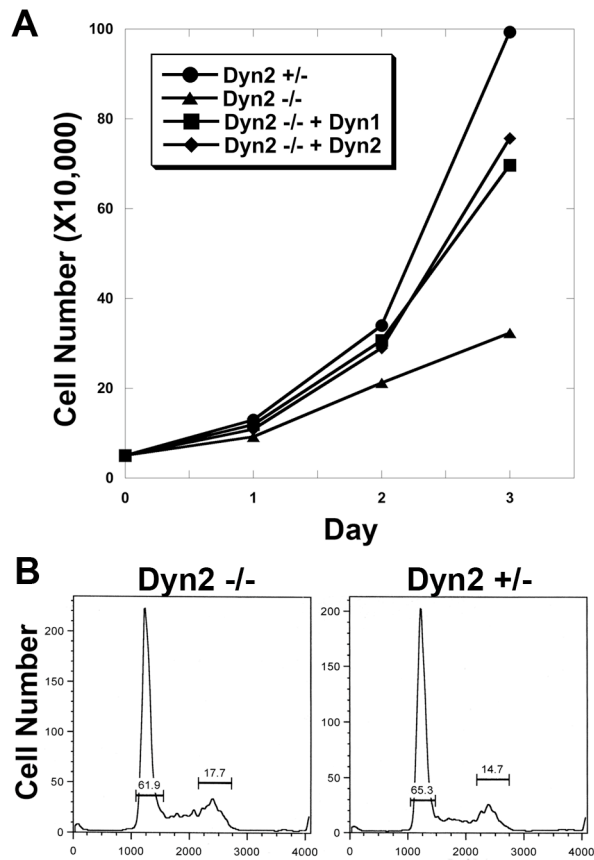 A
Cell Number (X10,000)
100
80
60
40
20
0
Dyn2 +/-
Dyn2 -/-
Dyn2 -/- + Dyn1
Dyn2 -/- + Dyn2
0 1 2 3
Day
B
Dyn2 -/- Dyn2 +/-
Cell Number
200
150
100
50
0
61.9
17.7
0 1000 2000 3000 4000
200
150
100
50
0
65.3
14.7
0 1000 2000 3000 4000